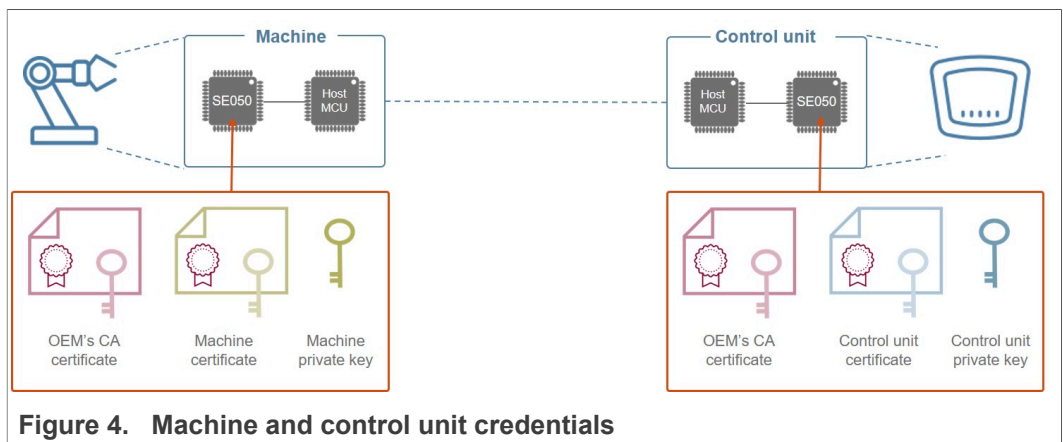 Machine
SE050
Host
MCU
Control unit
Host
MCU
SE050
OEM's CA
certificate
Machine
certificate
Machine
private key
OEM's CA
certificate
Control unit
certificate
Control unit
private key
Figure 4. Machine and control unit credentials